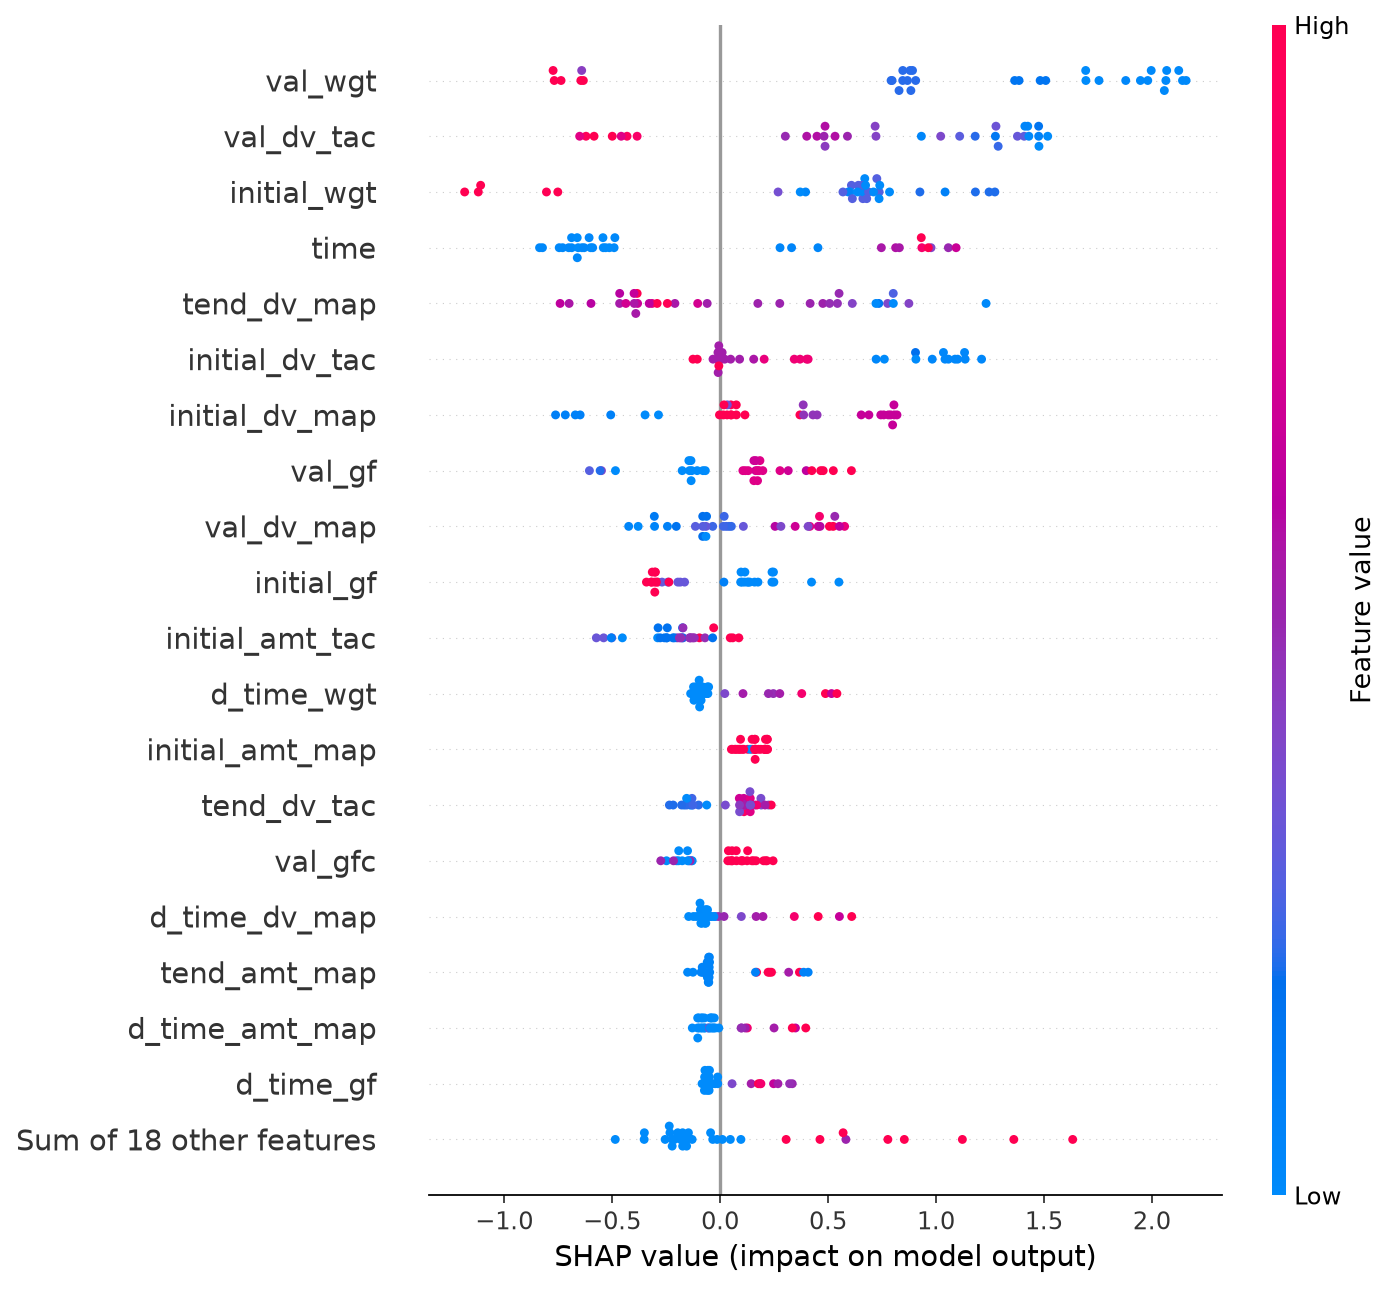 High
val_wgt
val_dv_tac
initial_wgt
time
tend_dv_map
initial_dv_tac
initial_dv_map
val_gf
val_dv_map
initial_gf
initial_amt_tac
d_time_wgt
initial_amt_map
tend_dv_tac
val_gfc
d_time_dv_map
tend_amt_map
d_time_amt_map
d_time_gf
Sum of 18 other features
Feature value
Low
−1.0 −0.5 0.0 0.5 1.0 1.5 2.0
SHAP value (impact on model output)